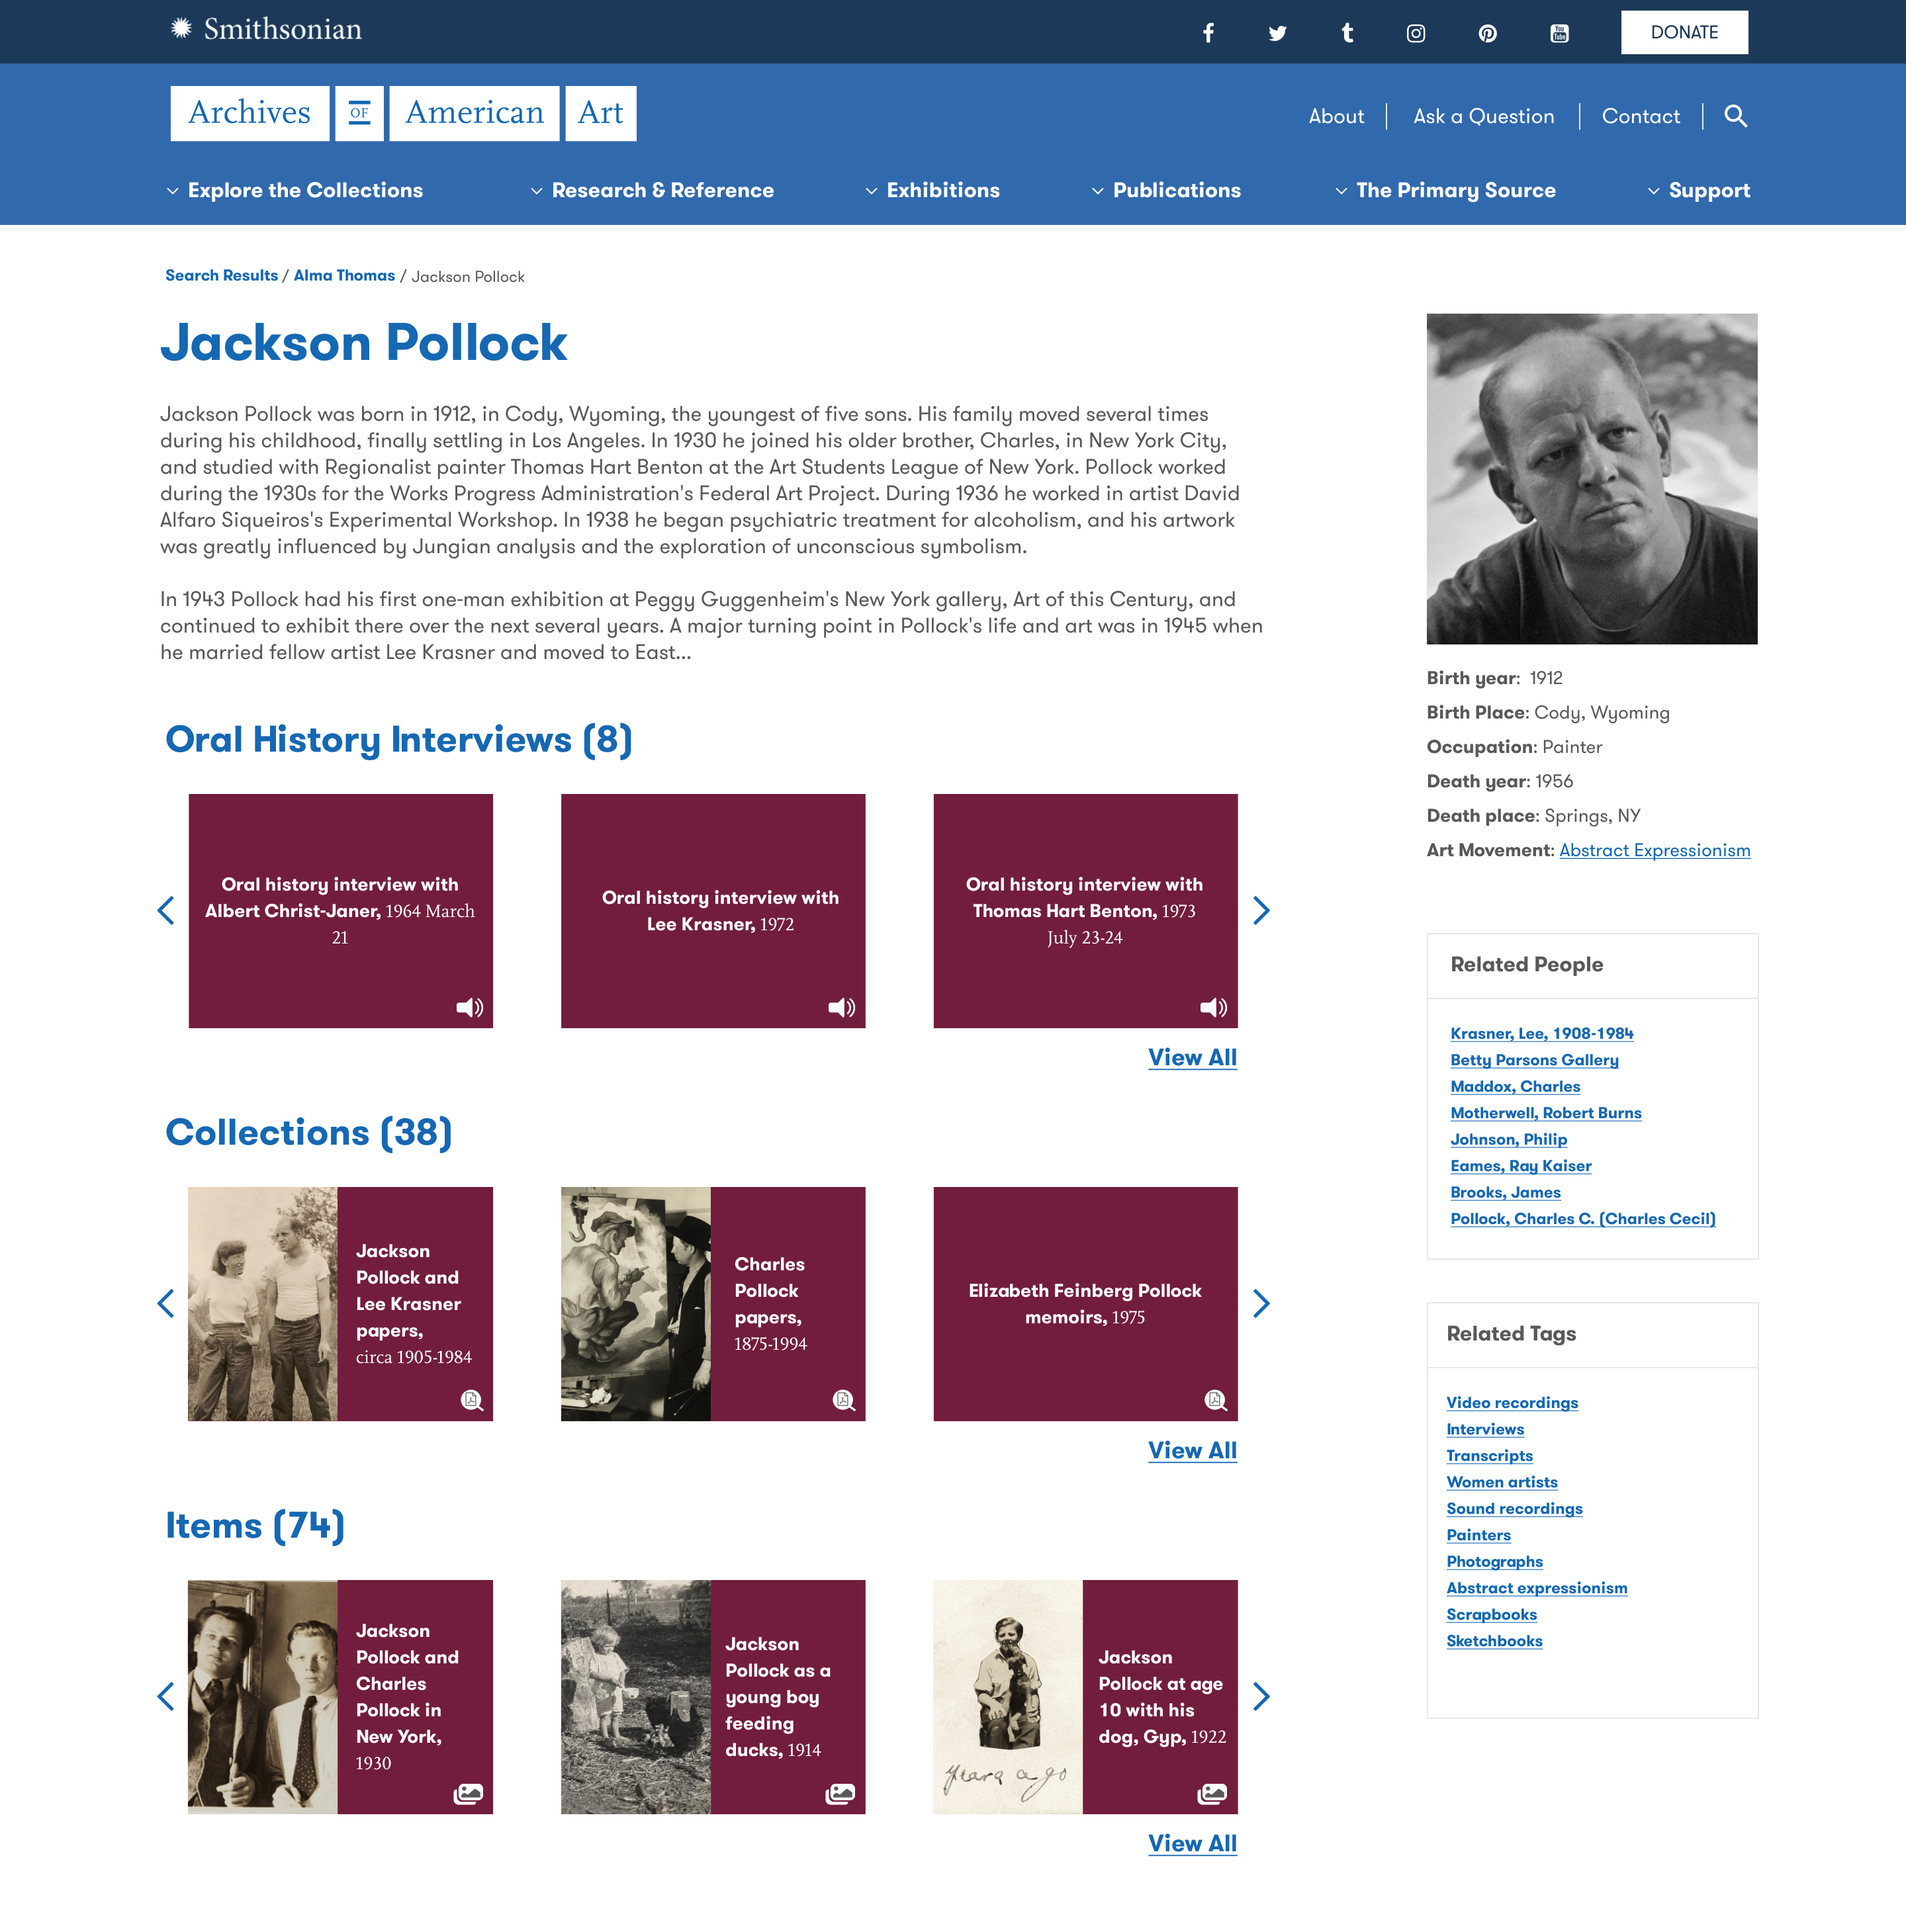 Smithsonian
DONATE
Archives OF American Art
About
Ask a Question
Contact
Explore the Collections
Research & Reference
Exhibitions
Publications
The Primary Source
Support
Search Results / Alma Thomas / Jackson Pollock
Jackson Pollock
Jackson Pollock was born in 1912, in Cody, Wyoming, the youngest of five sons. His family moved several times
during his childhood, finally settling in Los Angeles. In 1930 he joined his older brother, Charles, in New York City,
and studied with Regionalist painter Thomas Hart Benton at the Art Students League of New York. Pollock worked
during the 1930s for the Works Progress Administration's Federal Art Project. During 1936 he worked in artist David
Alfaro Siqueiros's Experimental Workshop. In 1938 he began psychiatric treatment for alcoholism, and his artwork
was greatly influenced by Jungian analysis and the exploration of unconscious symbolism.
In 1943 Pollock had his first one-man exhibition at Peggy Guggenheim's New York gallery, Art of this Century, and
continued to exhibit there over the next several years. A major turning point in Pollock's life and art was in 1945 when
he married fellow artist Lee Krasner and moved to East...
Oral History Interviews (8)
Oral history interview with
Albert Christ-Janer, 1964 March
21
Oral history interview with
Lee Krasner, 1972
Oral history interview with
Thomas Hart Benton, 1973
July 23-24
View All
Collections (38)
Jackson
Pollock and
Lee Krasner
papers,
circa 1905-1984
Charles
Pollock
papers,
1875-1994
Elizabeth Feinberg Pollock
memoirs, 1975
View All
Items (74)
Jackson
Pollock and
Charles
Pollock in
New York,
1930
Jackson
Pollock as a
young boy
feeding
ducks, 1914
years ago
Jackson
Pollock at age
10 with his
dog, Gyp, 1922
View All
Birth year: 1912
Birth Place: Cody, Wyoming
Occupation: Painter
Death year: 1956
Death place: Springs, NY
Art Movement: Abstract Expressionism
Related People
Krasner, Lee, 1908-1984
Betty Parsons Gallery
Maddox, Charles
Motherwell, Robert Burns
Johnson, Philip
Eames, Ray Kaiser
Brooks, James
Pollock, Charles C. (Charles Cecil)
Related Tags
Video recordings
Interviews
Transcripts
Women artists
Sound recordings
Painters
Photographs
Abstract expressionism
Scrapbooks
Sketchbooks